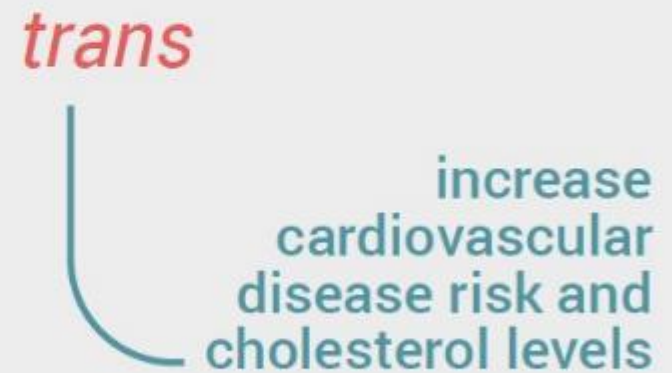 trans
increase
cardiovascular
disease risk and
cholesterol levels